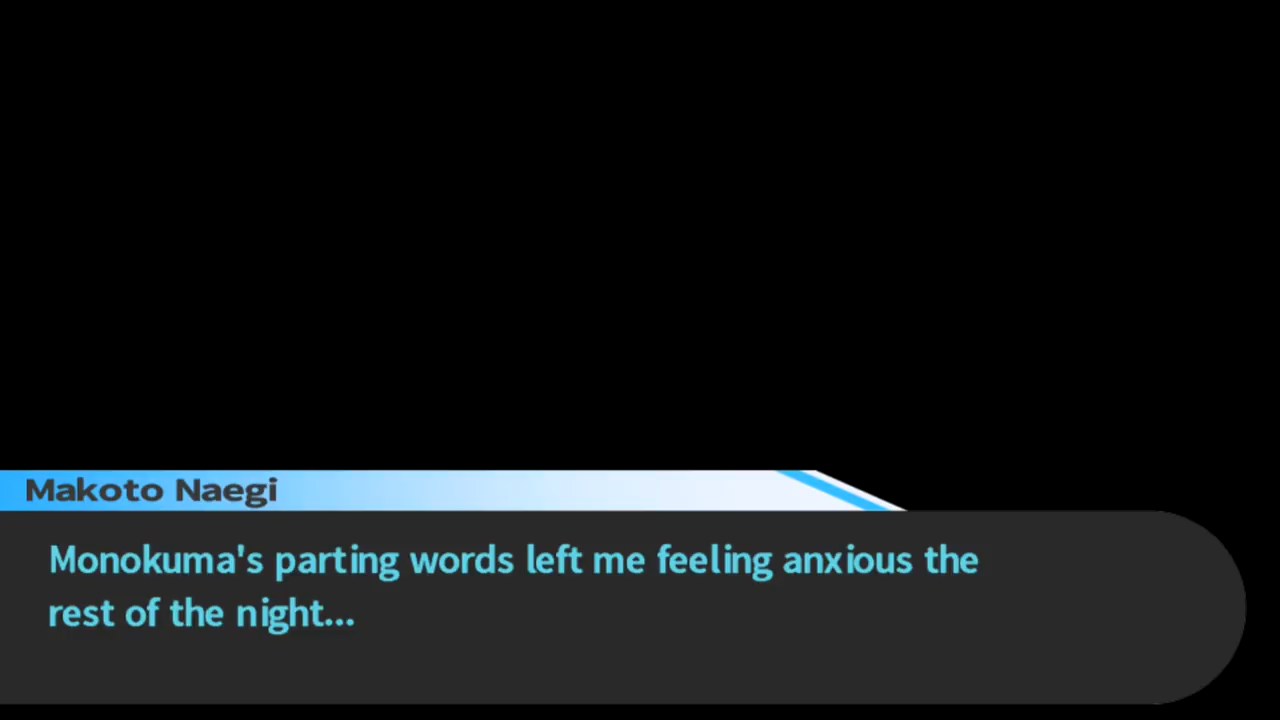 Makoto Naegi
Monokuma's parting words left me feeling anxious the
rest of the night...